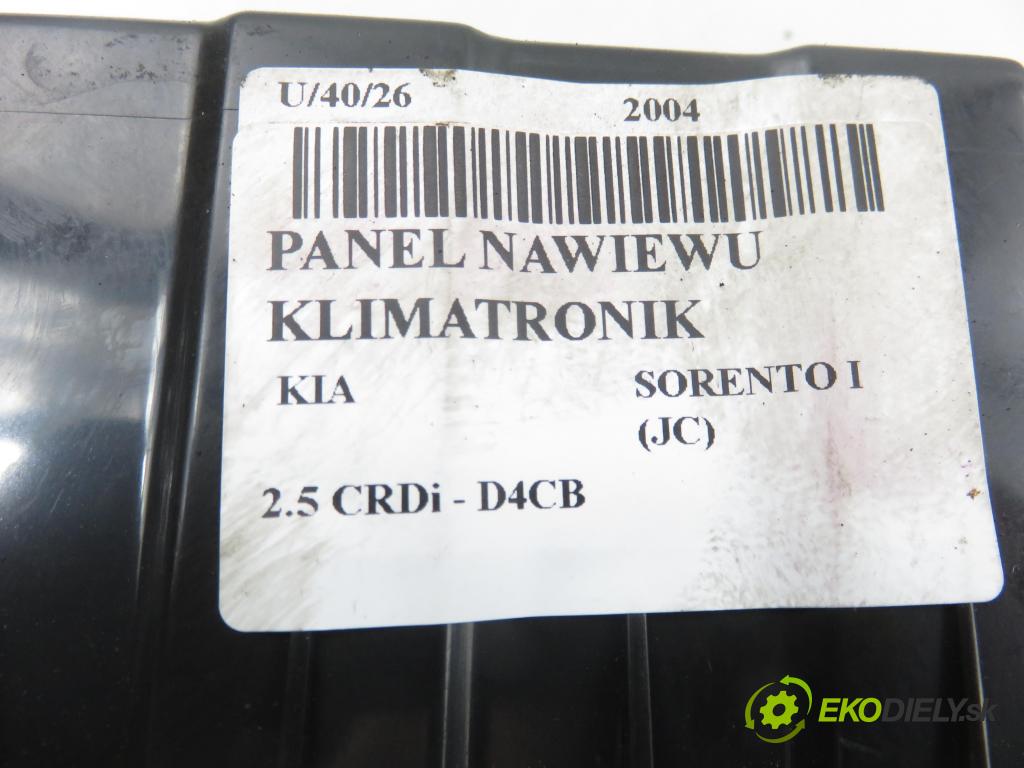 U/40/26 2004
PANEL NAWIEWU
KLIMATRONIK
KIA SORENTO I
(JC)
2.5 CRDi - D4CB
EKODIELY.sk